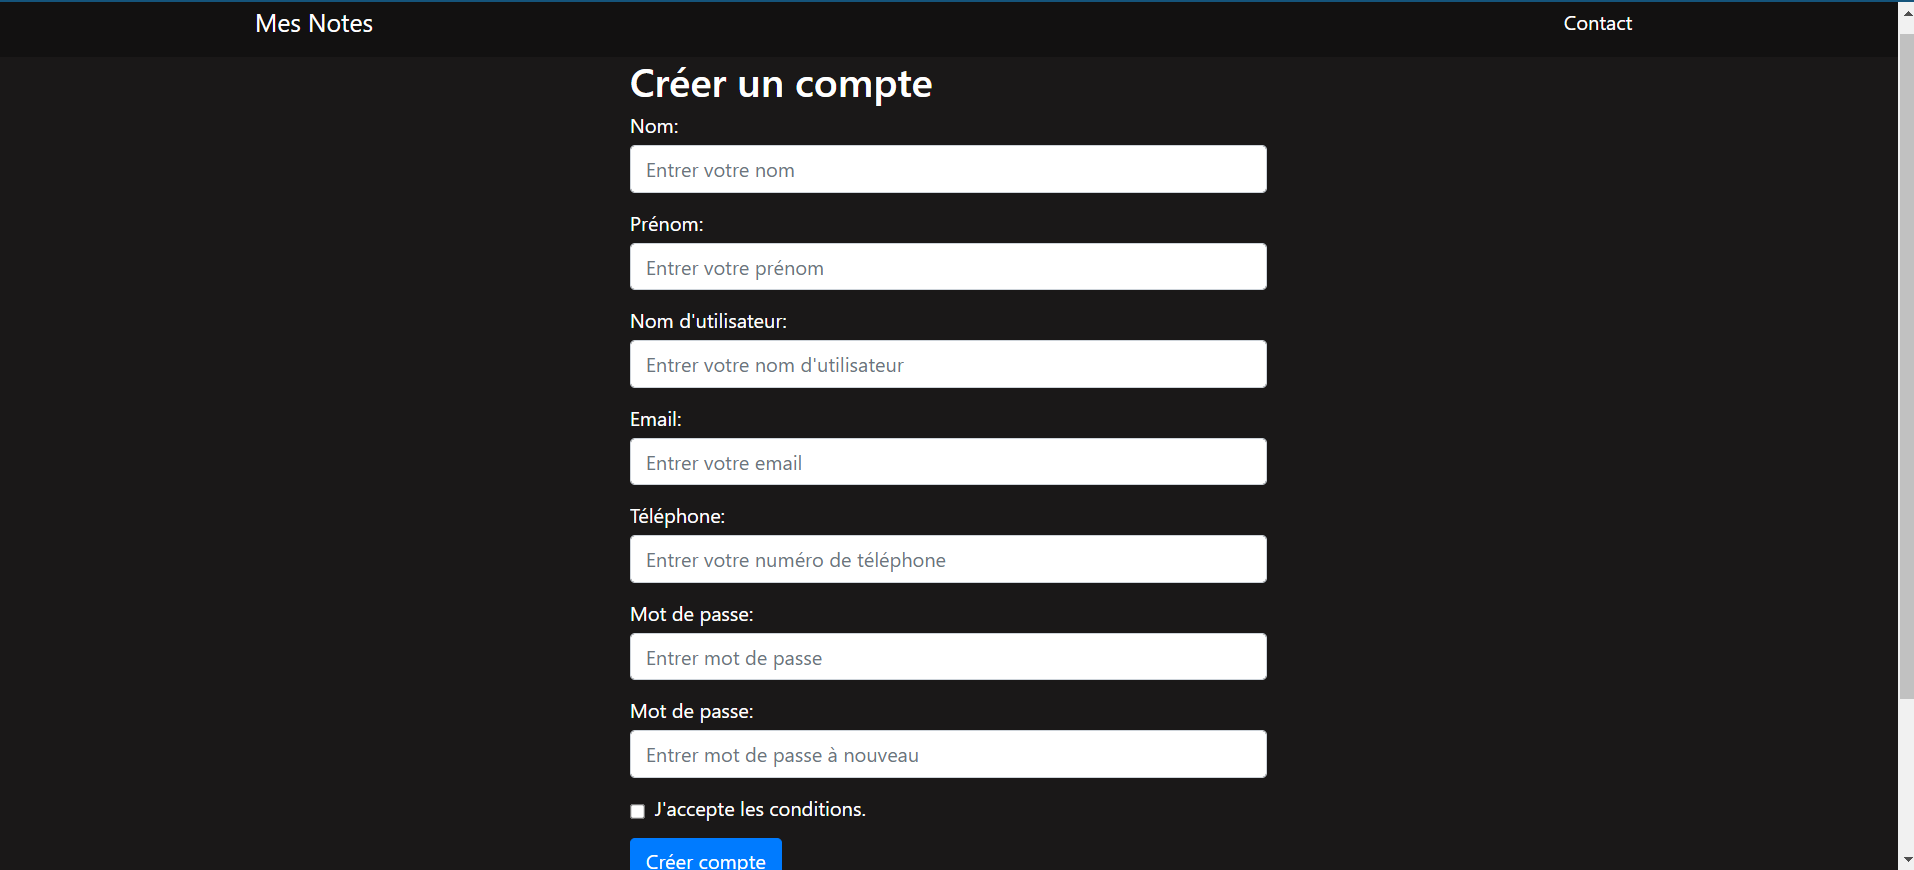 Mes Notes
Contact
Créer un compte
Nom:
Entrer votre nom
Prénom:
Entrer votre prénom
Nom d'utilisateur:
Entrer votre nom d'utilisateur
Email:
Entrer votre email
Téléphone:
Entrer votre numéro de téléphone
Mot de passe:
Entrer mot de passe
Mot de passe:
Entrer mot de passe à nouveau
J'accepte les conditions.
Créer compte